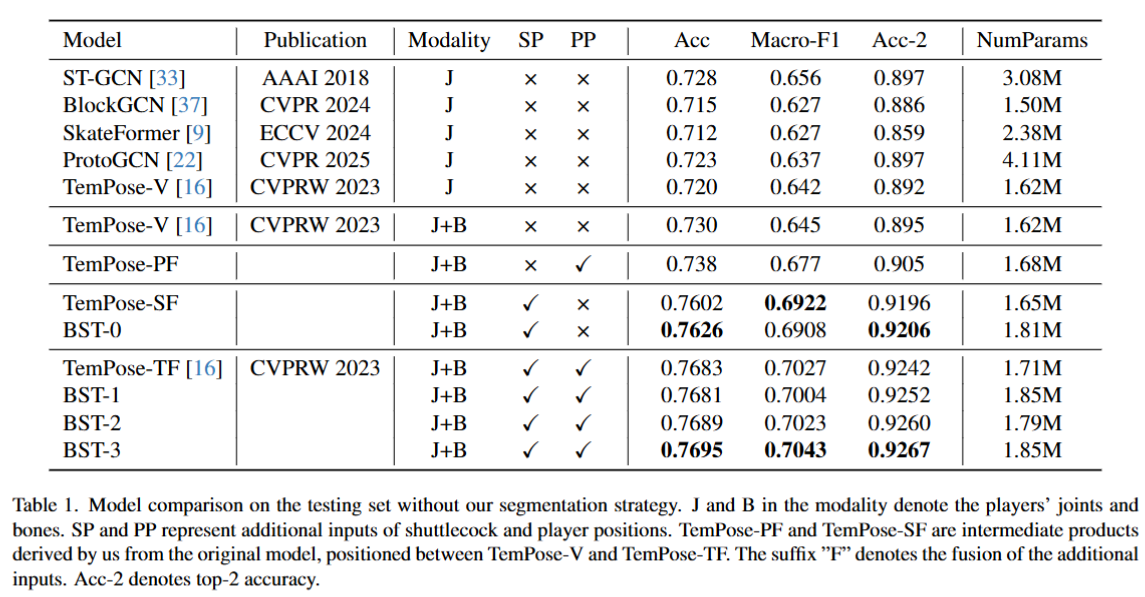 Model Publication Modality SP PP Acc Macro-F1 Acc-2 NumParams
ST-GCN [33] AAAI 2018 J × × 0.728 0.656 0.897 3.08M
BlockGCN [37] CVPR 2024 J × × 0.715 0.627 0.886 1.50M
SkateFormer [9] ECCV 2024 J × × 0.712 0.627 0.859 2.38M
ProtoGCN [22] CVPR 2025 J × × 0.723 0.637 0.897 4.11M
TemPose-V [16] CVPRW 2023 J × × 0.720 0.642 0.892 1.62M
TemPose-V [16] CVPRW 2023 J+B × × 0.730 0.645 0.895 1.62M
TemPose-PF J+B × ✓ 0.738 0.677 0.905 1.68M
TemPose-SF J+B ✓ × 0.7602 0.6922 0.9196 1.65M
BST-0 J+B ✓ × 0.7626 0.6908 0.9206 1.81M
TemPose-TF [16] CVPRW 2023 J+B ✓ ✓ 0.7683 0.7027 0.9242 1.71M
BST-1 J+B ✓ ✓ 0.7681 0.7004 0.9252 1.85M
BST-2 J+B ✓ ✓ 0.7689 0.7023 0.9260 1.79M
BST-3 J+B ✓ ✓ 0.7695 0.7043 0.9267 1.85M
Table 1. Model comparison on the testing set without our segmentation strategy. J and B in the modality denote the players' joints and
bones. SP and PP represent additional inputs of shuttlecock and player positions. TemPose-PF and TemPose-SF are intermediate products
derived by us from the original model, positioned between TemPose-V and TemPose-TF. The suffix "F" denotes the fusion of the additional
inputs. Acc-2 denotes top-2 accuracy.